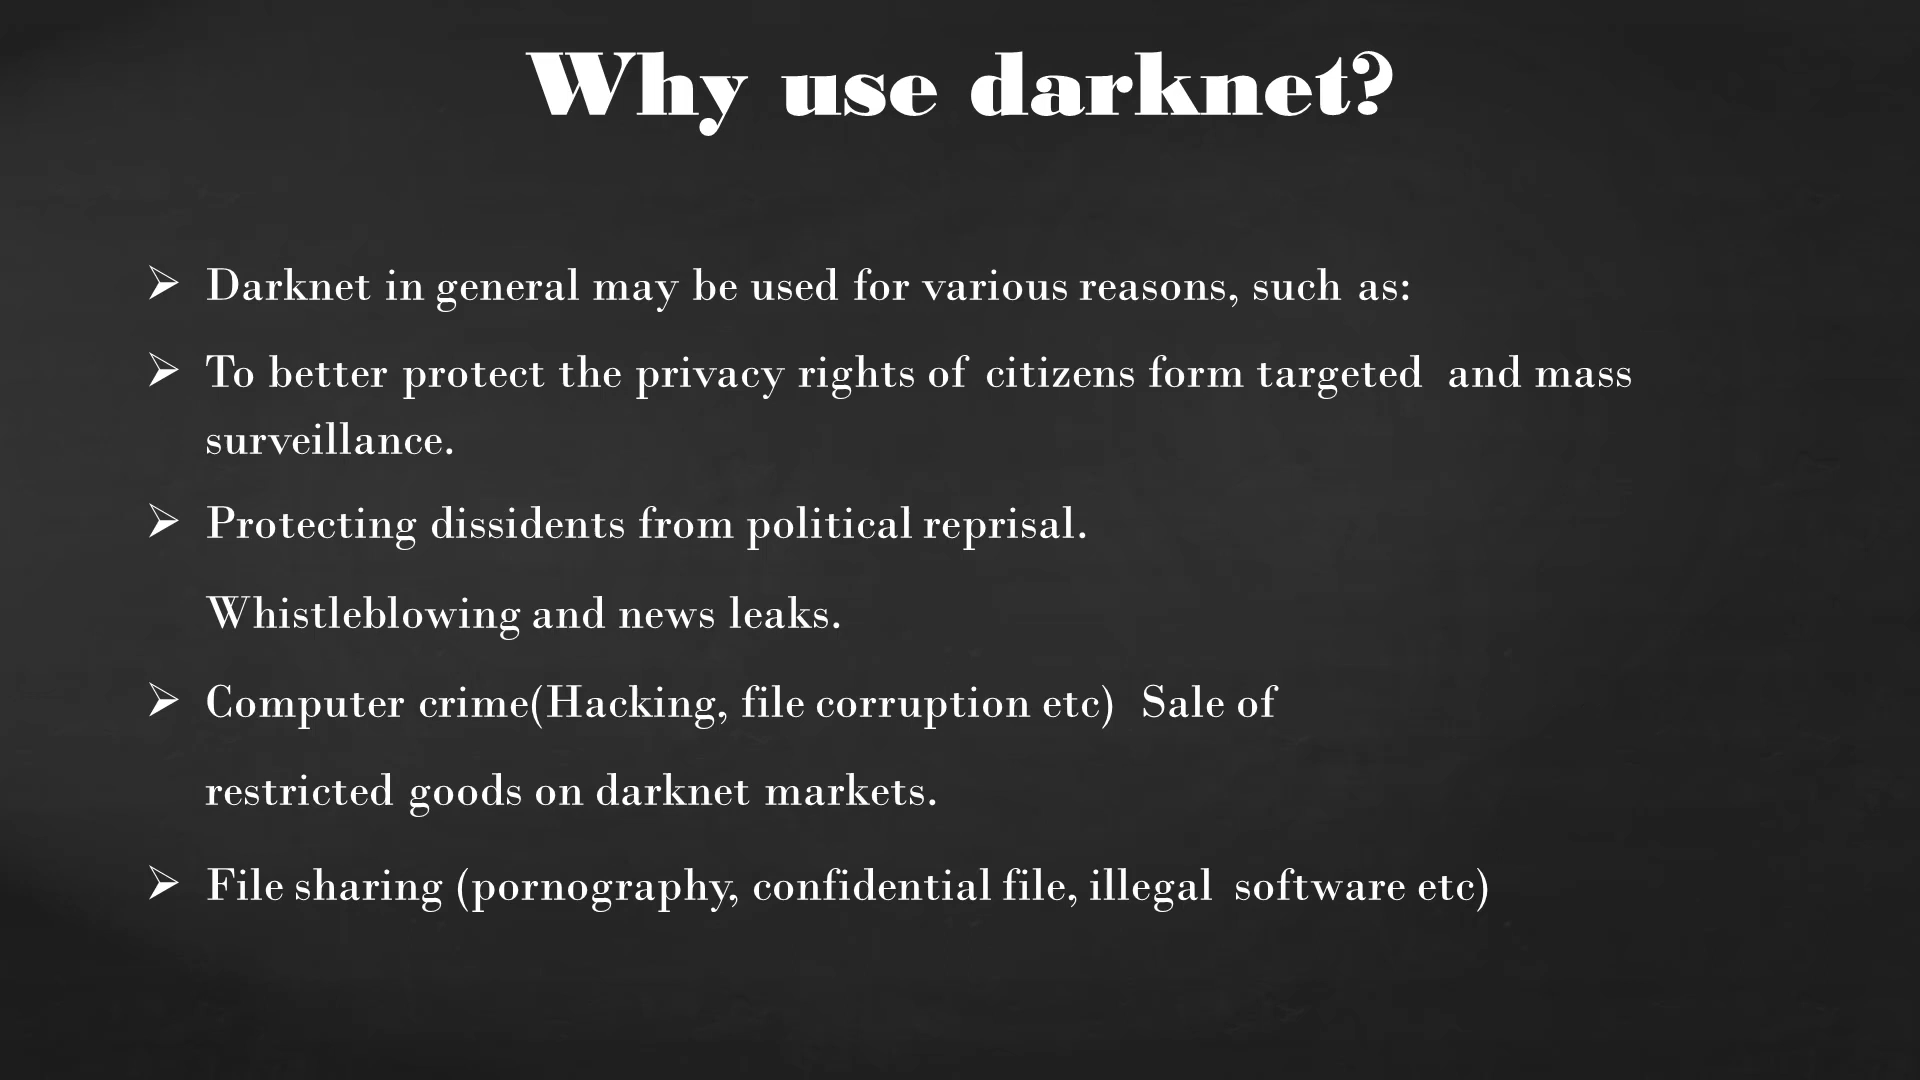 Why use darknet?
➢ Darknet in general may be used for various reasons, such as:
➢ To better protect the privacy rights of citizens form targeted and mass
surveillance.
➢ Protecting dissidents from political reprisal.
Whistleblowing and news leaks.
➢ Computer crime(Hacking, file corruption etc) Sale of
restricted goods on darknet markets.
➢ File sharing (pornography, confidential file, illegal software etc)